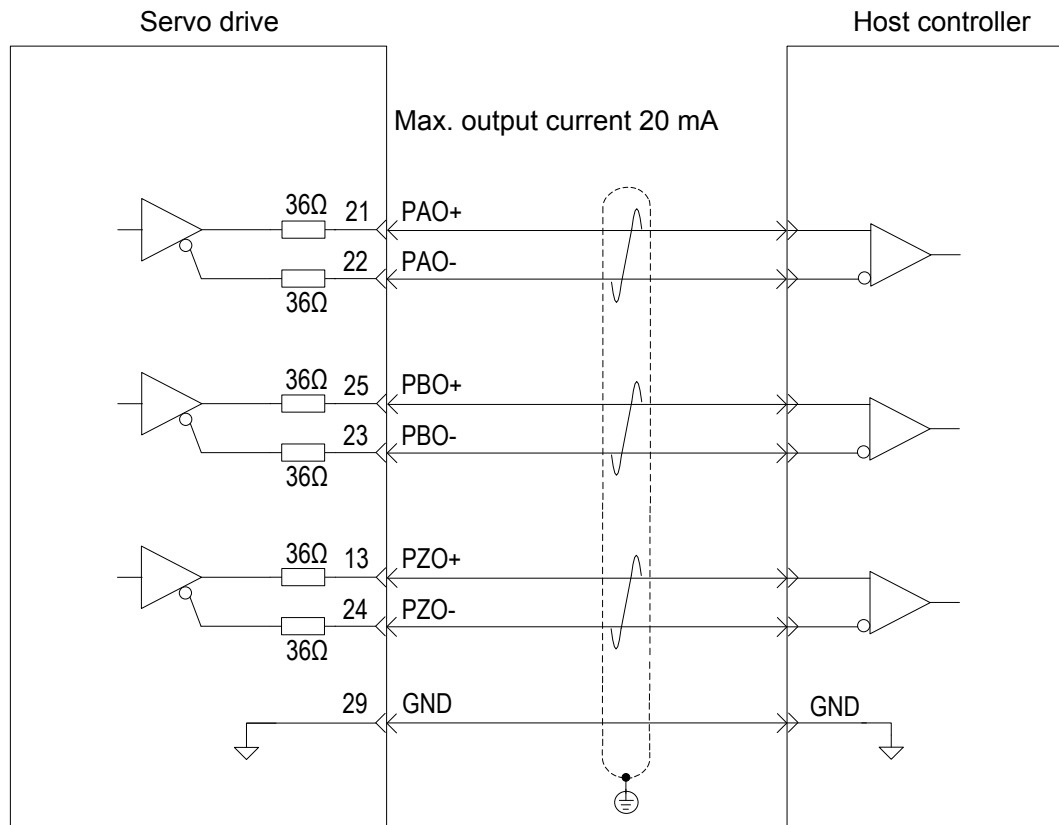 Servo drive
Host controller
Max. output current 20 mA
36Ω 21 PAO+
22 PAO-
36Ω
36Ω 25 PBO+
23 PBO-
36Ω
36Ω 13 PZO+
24 PZO-
36Ω
29 GND
GND